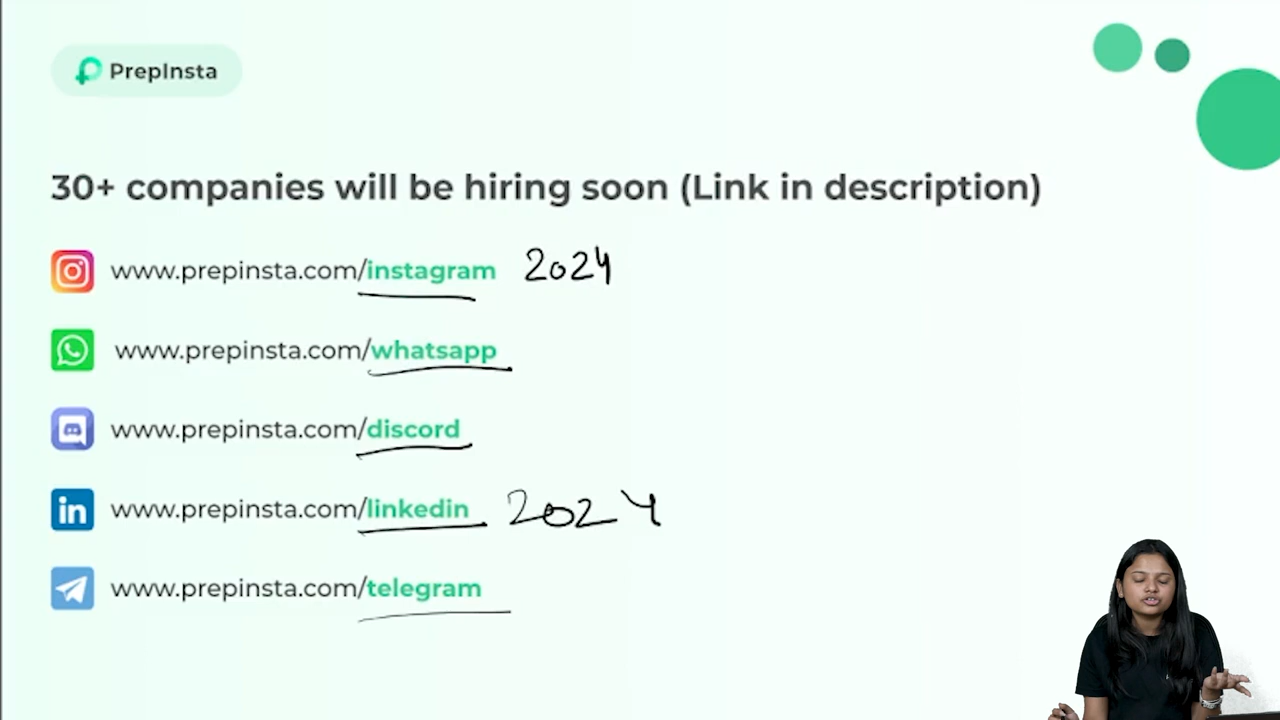 PrepInsta
30+ companies will be hiring soon (Link in description)
www.prepinsta.com/instagram 2024
www.prepinsta.com/whatsapp
www.prepinsta.com/discord
in www.prepinsta.com/linkedin 2024
www.prepinsta.com/telegram